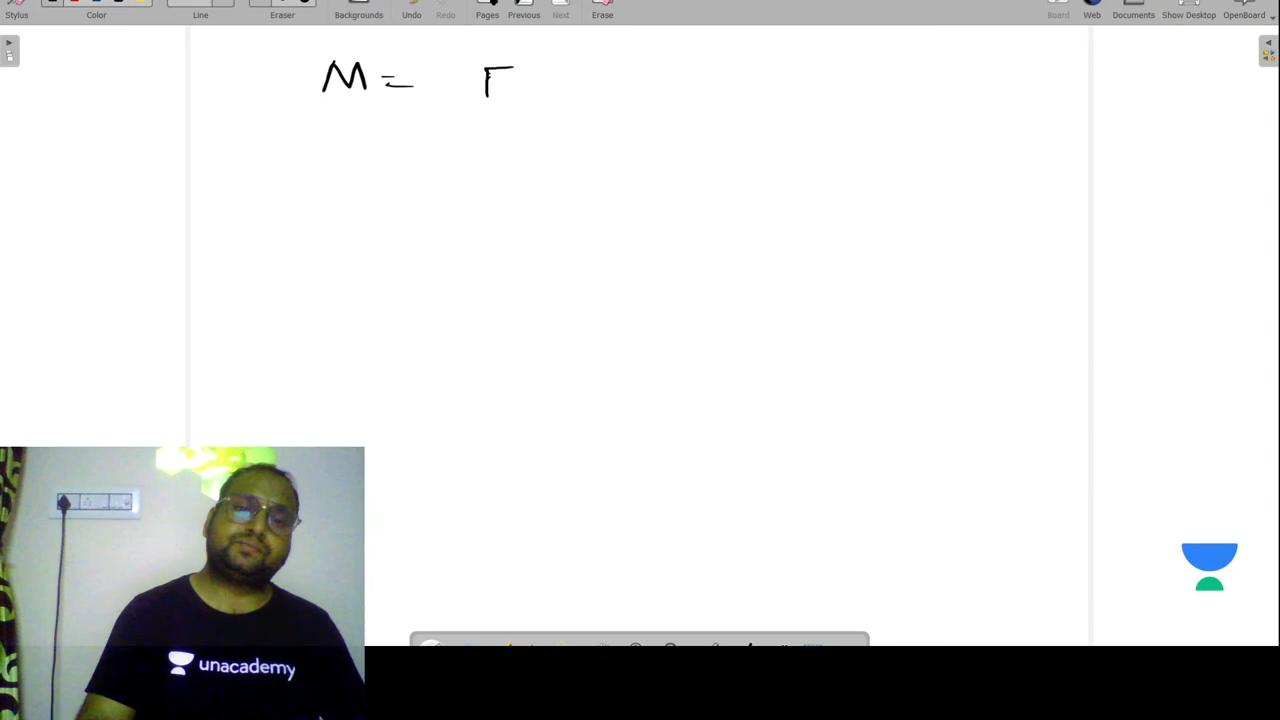 Stylus Color Line Eraser Backgrounds Undo Redo Pages Previous Next Erase Board Web Documents Show Desktop OpenBoard
M = Γ
unacademy